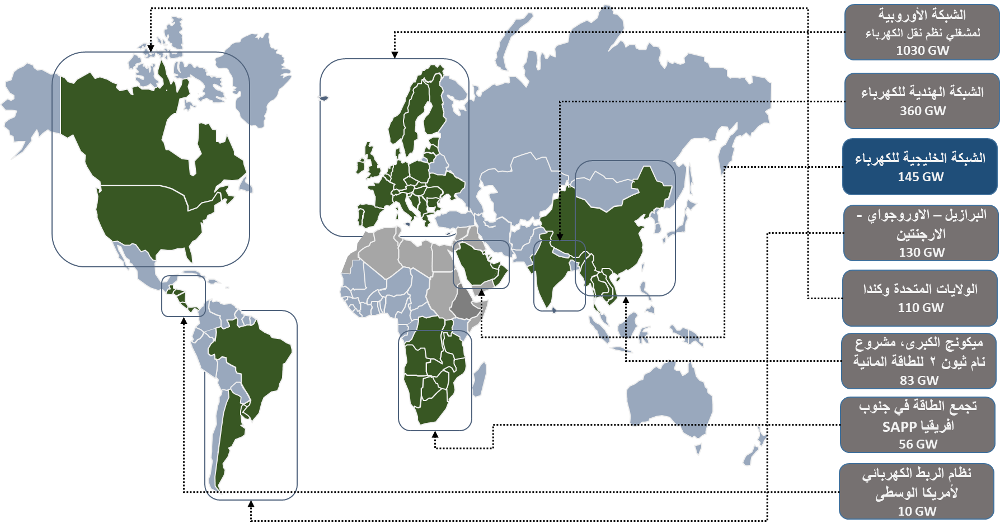 الشبكة الأوروبية
لمشغلي نظم نقل الكهرباء
1030 GW
الشبكة الهندية للكهرباء
360 GW
الشبكة الخليجية للكهرباء
145 GW
البرازيل – الاوروجواي -
الارجنتين
130 GW
الولايات المتحدة وكندا
110 GW
ميكونج الكبرى، مشروع
نام ثيون ٢ للطاقة المائية
83 GW
تجمع الطاقة في جنوب
افريقيا SAPP
56 GW
نظام الربط الكهربائي
لأمريكا الوسطى
10 GW